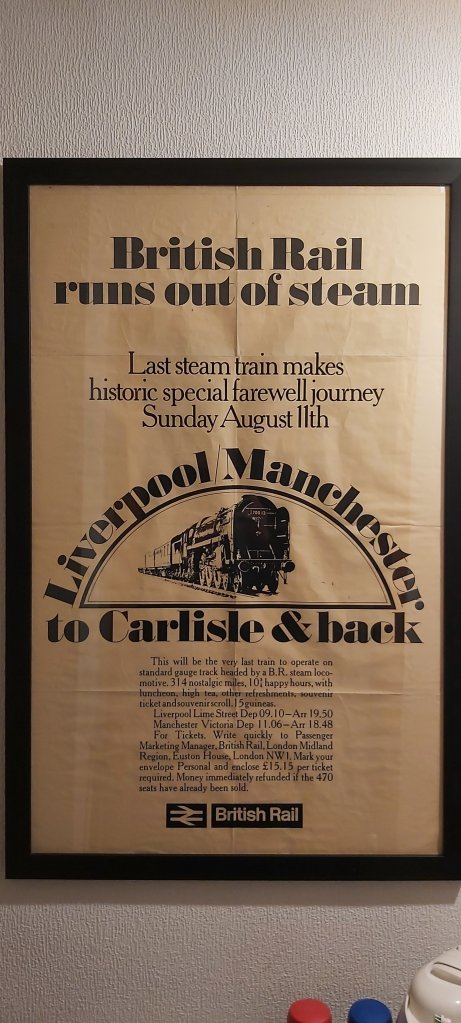 British Rail
runs out of steam
Last steam train makes
historic special farewell journey
Sunday August 11th
Liverpool/Manchester
70013
to Carlisle & back
This will be the very last train to operate on
standard gauge track headed by a B.R. steam loco-
motive. 314 nostalgic miles, 10¾ happy hours, with
luncheon, high tea, other refreshments, souvenir
ticket and souvenir scroll. 15 guineas.
Liverpool Lime Street Dep 09.10–Arr 19.50
Manchester Victoria Dep 11.06–Arr 18.48
For Tickets. Write quickly to Passenger
Marketing Manager, British Rail, London Midland
Region, Euston House, London NW1. Mark your
envelope Personal and enclose £15.15 per ticket
required. Money immediately refunded if the 470
seats have already been sold.
British Rail